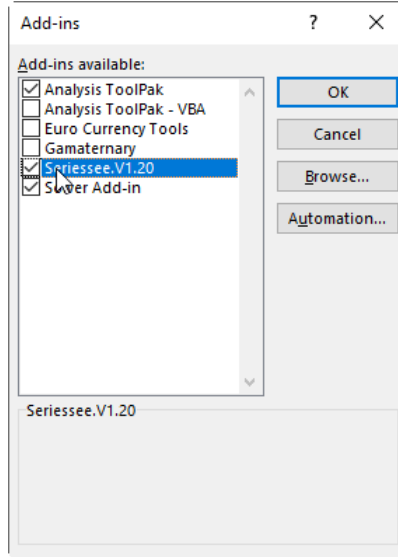 Add-ins
?
Add-ins available:
Analysis ToolPak
Analysis ToolPak - VBA
Euro Currency Tools
Gamaternary
Seriessee.V1.20
Add-in
OK
Cancel
Browse...
Automation...
Seriessee.V1.20